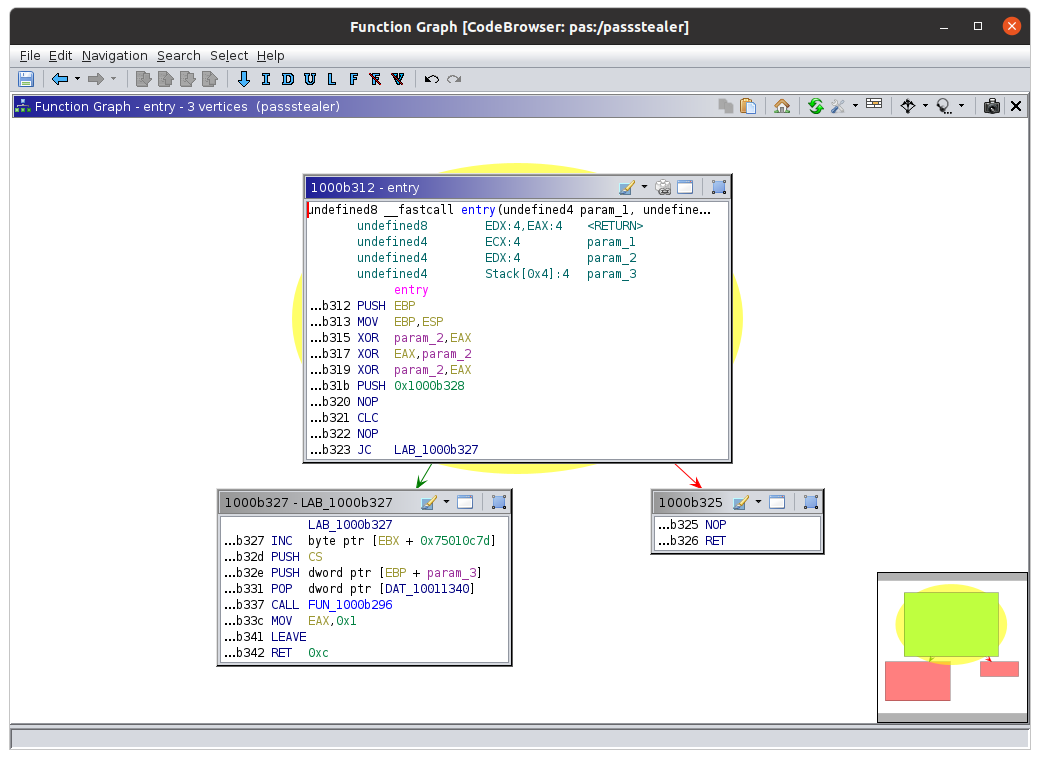 Function Graph [CodeBrowser: pas:/passstealer]
File Edit Navigation Search Select Help
I D U L F F V
Function Graph - entry - 3 vertices (passstealer)
1000b312 - entry
undefined8 __fastcall entry(undefined4 param_1, undefine...
undefined8 EDX:4,EAX:4 <RETURN>
undefined4 ECX:4 param_1
undefined4 EDX:4 param_2
undefined4 Stack[0x4]:4 param_3
entry
...b312 PUSH EBP
...b313 MOV EBP,ESP
...b315 XOR param_2,EAX
...b317 XOR EAX,param_2
...b319 XOR param_2,EAX
...b31b PUSH 0x1000b328
...b320 NOP
...b321 CLC
...b322 NOP
...b323 JC LAB_1000b327
1000b327 - LAB_1000b327
LAB_1000b327
...b327 INC byte ptr [EBX + 0x75010c7d]
...b32d PUSH CS
...b32e PUSH dword ptr [EBP + param_3]
...b331 POP dword ptr [DAT_10011340]
...b337 CALL FUN_1000b296
...b33c MOV EAX,0x1
...b341 LEAVE
...b342 RET 0xc
1000b325
...b325 NOP
...b326 RET